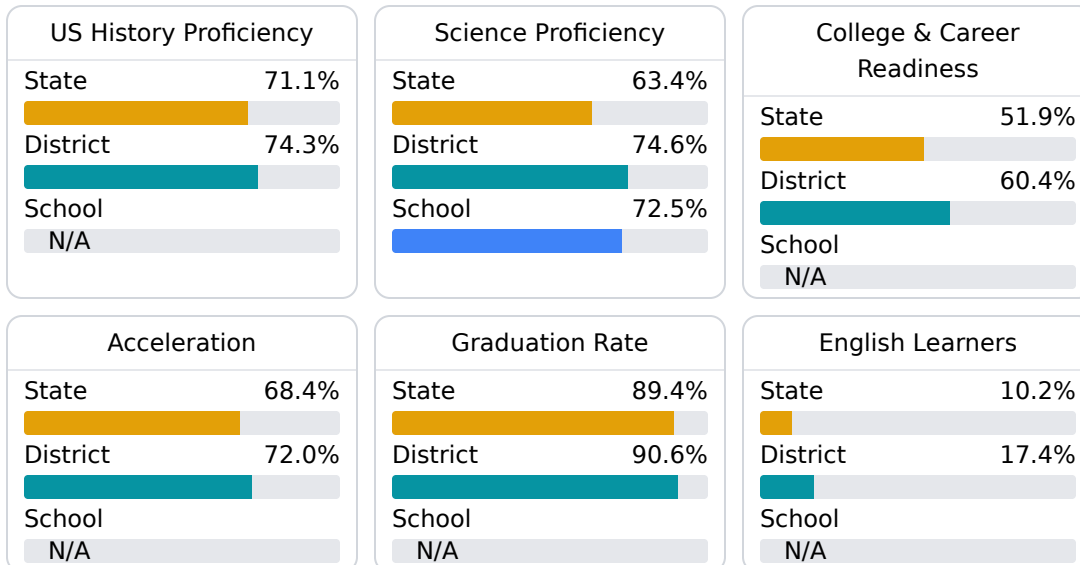 US History Proficiency
State 71.1%
District 74.3%
School
N/A
Science Proficiency
State 63.4%
District 74.6%
School 72.5%
College & Career
Readiness
State 51.9%
District 60.4%
School
N/A
Acceleration
State 68.4%
District 72.0%
School
N/A
Graduation Rate
State 89.4%
District 90.6%
School
N/A
English Learners
State 10.2%
District 17.4%
School
N/A